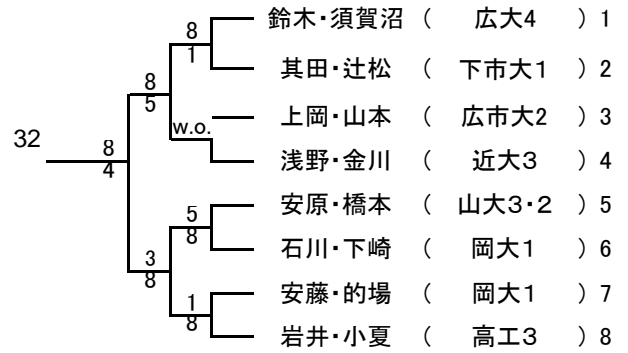 鈴木・須賀沼 ( 広大4 ) 1
8
1
其田・辻松 ( 下市大1 ) 2
8
5
上岡・山本 ( 広市大2 ) 3
w.o.
32
8
4
浅野・金川 ( 近大3 ) 4
安原・橋本 ( 山大3・2 ) 5
5
8
石川・下崎 ( 岡大1 ) 6
3
8
安藤・的場 ( 岡大1 ) 7
1
8
岩井・小夏 ( 高工3 ) 8